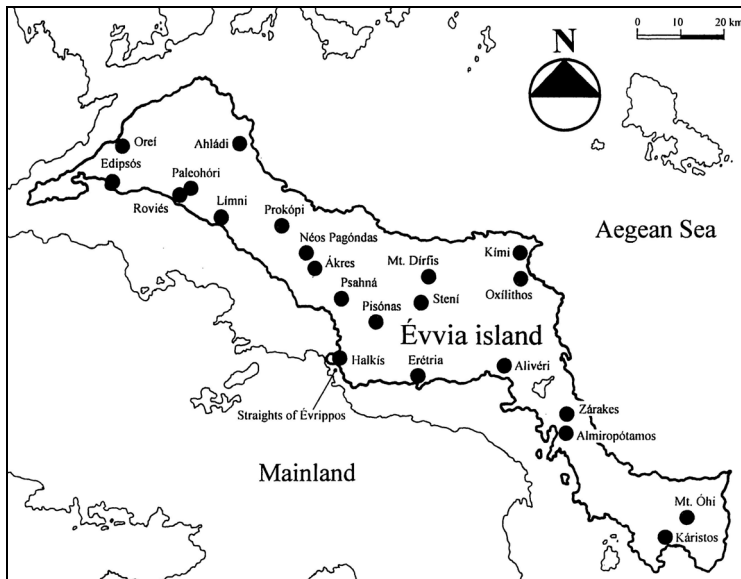 0 10 20 km
N
Oreí
Ahládi
Edipsós
Paleohóri
Roviés
Límni
Prokópi
Aegean Sea
Néos Pagóndas
Kími
Ákres
Mt. Dírfis
Psahná
Oxílithos
Pisónas
Stení
Évvia island
Halkís
Erétria
Alivéri
Straights of Évrippos
Zárakes
Almiropótamos
Mainland
Mt. Óhi
Káristos